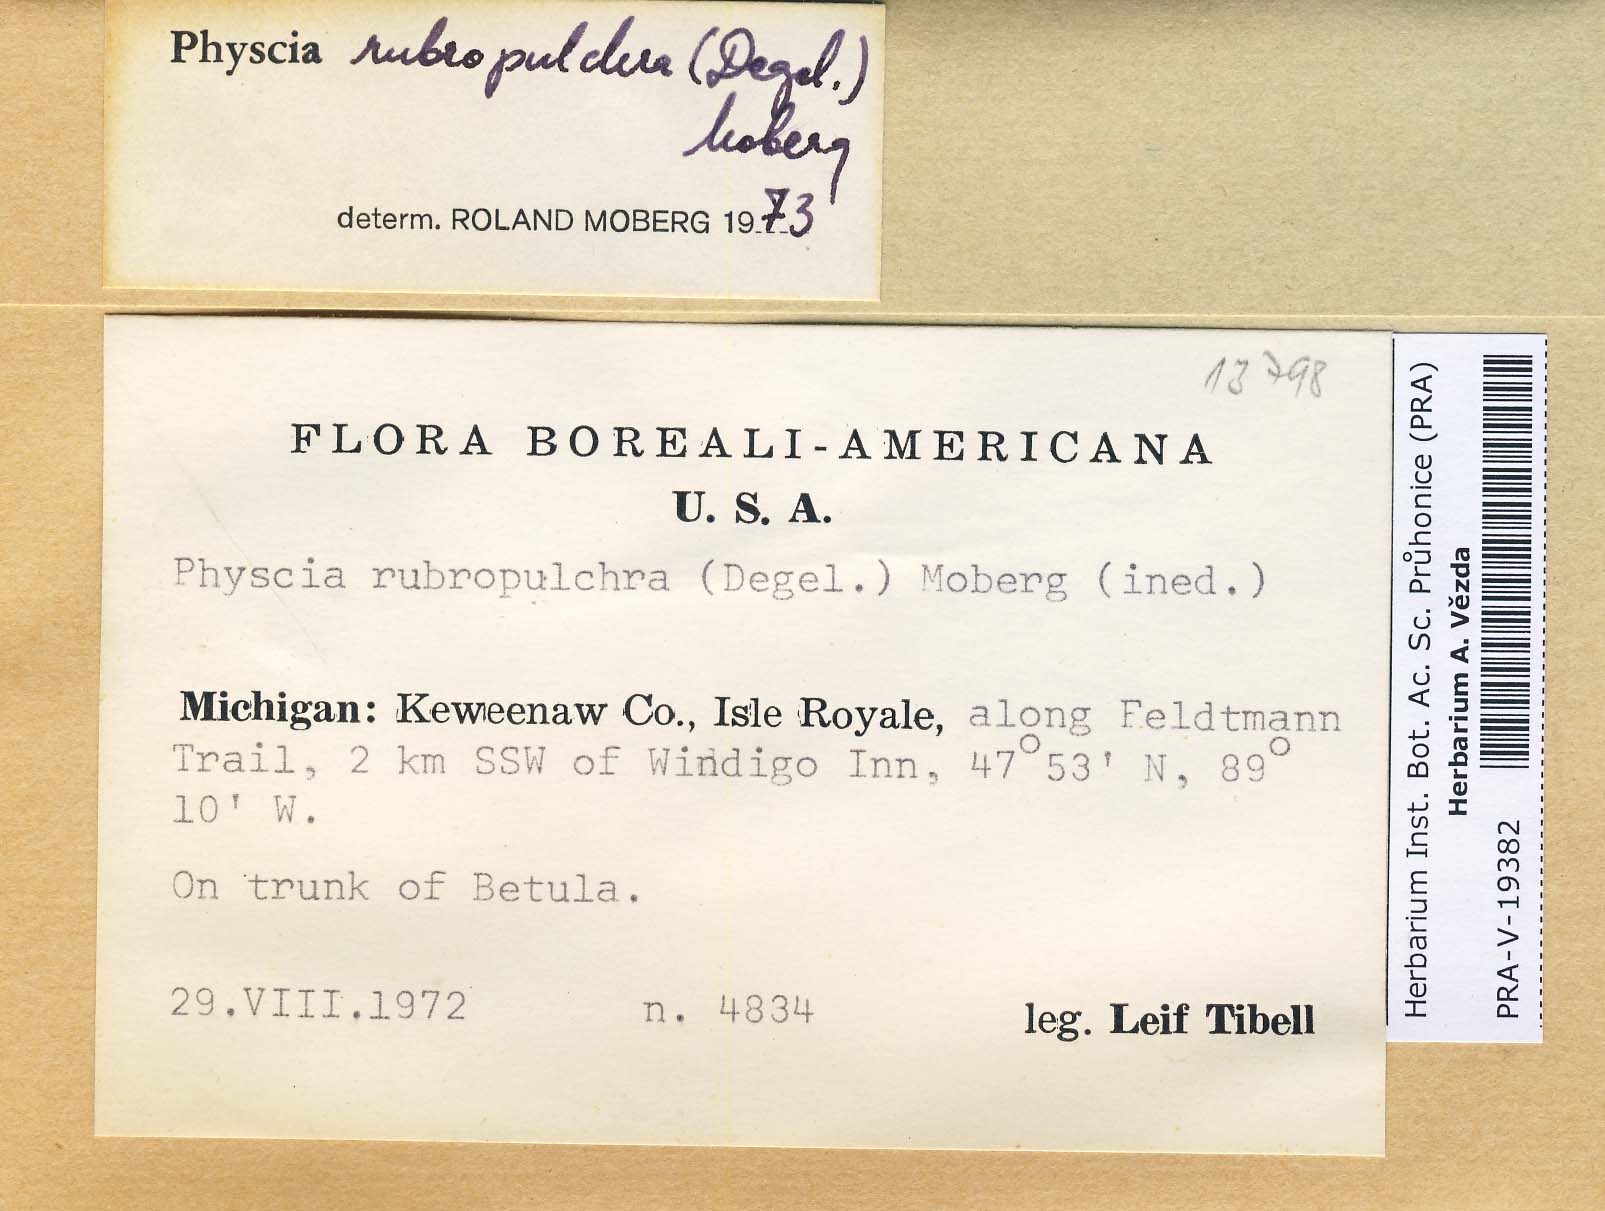 Physcia rubropulchra (Degel.)
Moberg
determ. ROLAND MOBERG 1973
13798
FLORA BOREALI-AMERICANA
U. S. A.
Physcia rubropulchra (Degel.) Moberg (ined.)
Michigan: Keweenaw Co., Isle Royale, along Feldtmann
Trail, 2 km SSW of Windigo Inn, 47°53' N, 89°
10' W.
On trunk of Betula.
29.VIII.1972 n. 4834 leg. Leif Tibell
Herbarium Inst. Bot. Ac. Sc. Průhonice (PRA)
Herbarium A. Vězda
PRA-V-19382